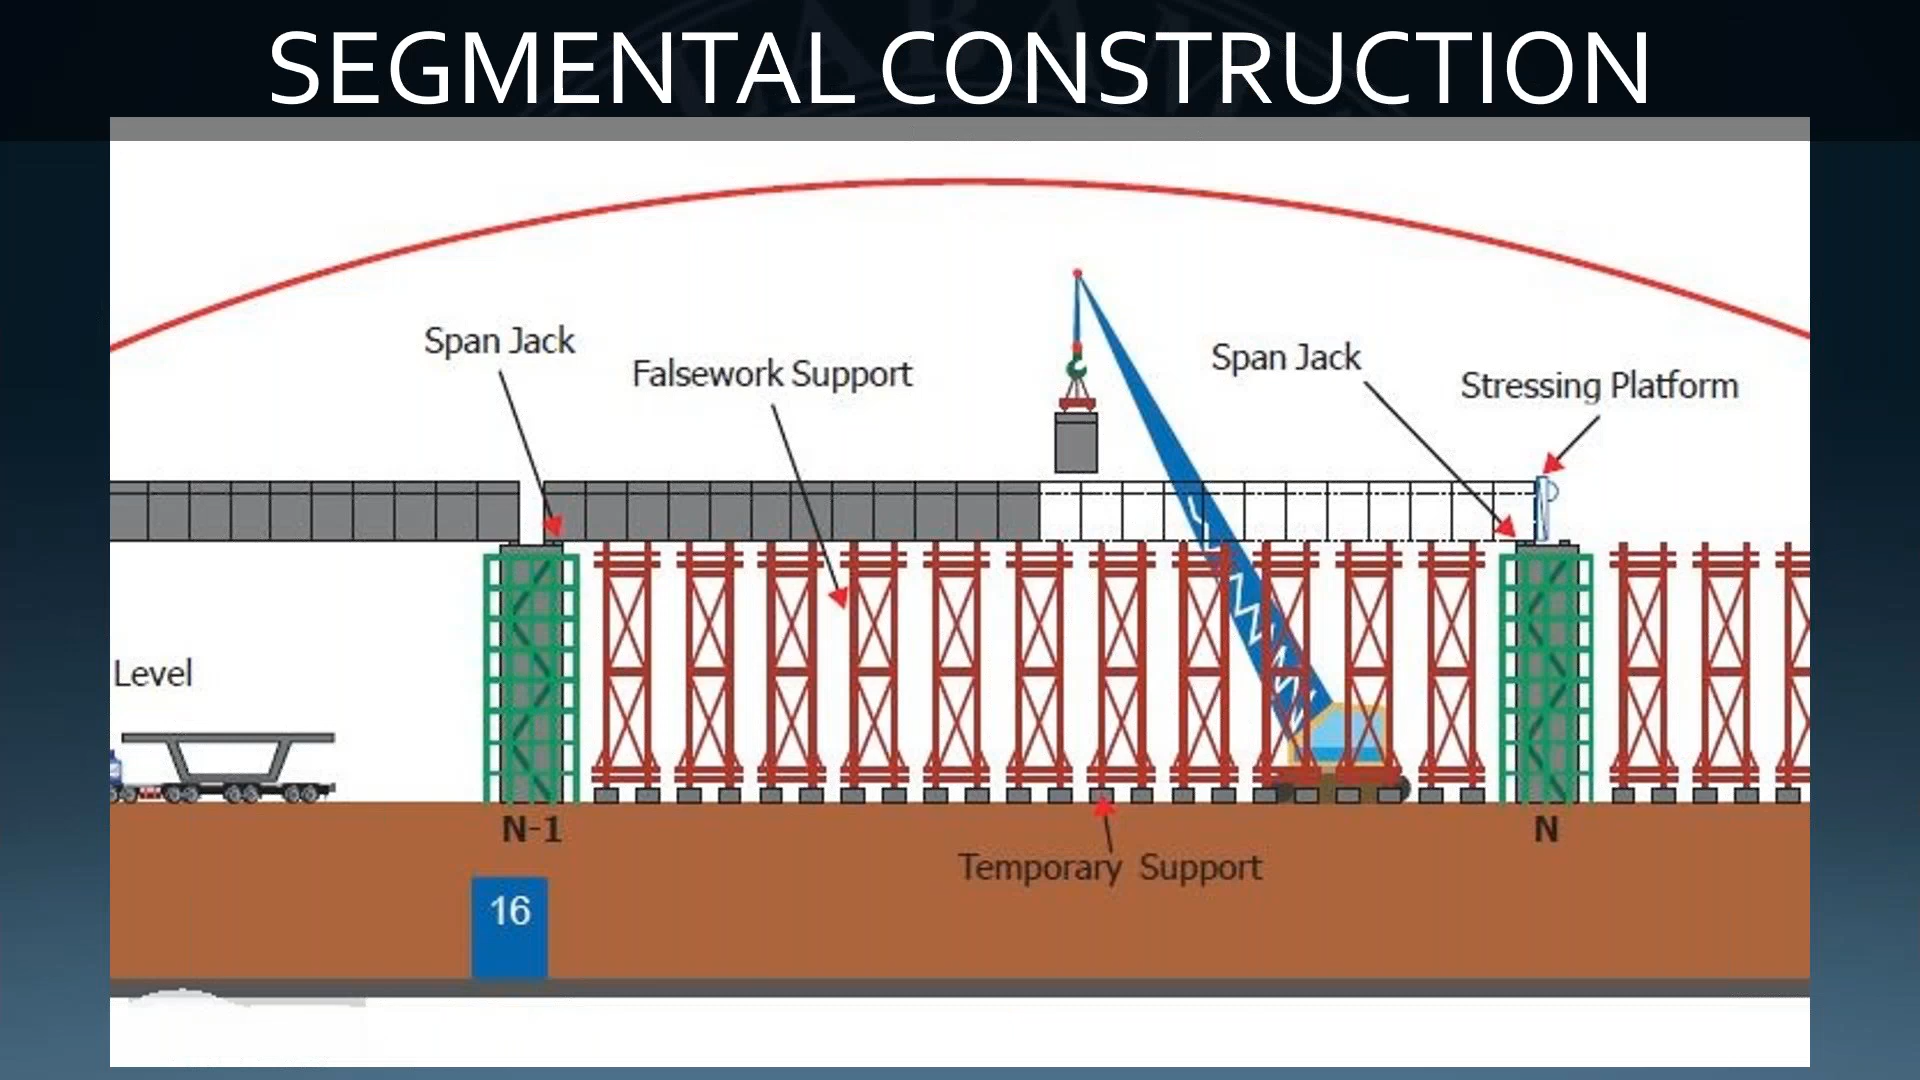 SEGMENTAL CONSTRUCTION
Span Jack
Falsework Support
Span Jack
Stressing Platform
Level
N-1
N
Temporary Support
16